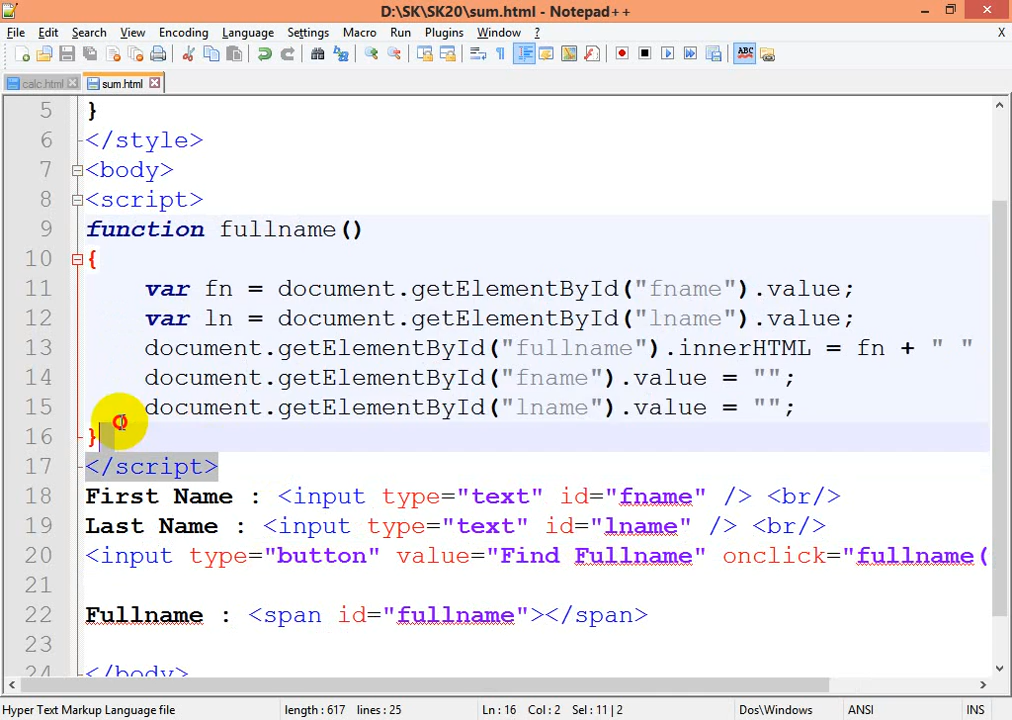 D:\SK\SK20\sum.html - Notepad++
File Edit Search View Encoding Language Settings Macro Run Plugins Window ? X
calc.html sum.html
5 }
6 </style>
7 <body>
8 <script>
9 function fullname()
10 {
11 var fn = document.getElementById("fname").value;
12 var ln = document.getElementById("lname").value;
13 document.getElementById("fullname").innerHTML = fn + " "
14 document.getElementById("fname").value = "";
15 document.getElementById("lname").value = "";
16 }
17 </script>
18 First Name : <input type="text" id="fname" /> <br/>
19 Last Name : <input type="text" id="lname" /> <br/>
20 <input type="button" value="Find Fullname" onclick="fullname(
21
22 Fullname : <span id="fullname"></span>
23
24 </body>
Hyper Text Markup Language file length : 617 lines : 25 Ln : 16 Col : 2 Sel : 11 | 2 Dos\Windows ANSI INS